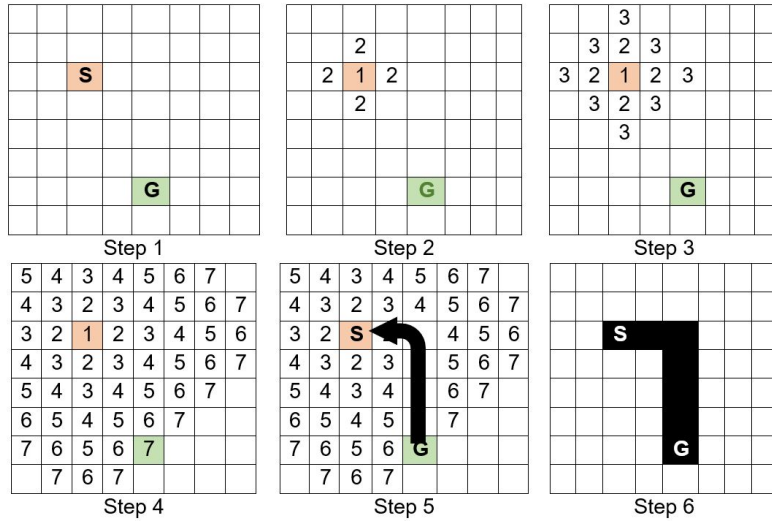 S
G
Step 1
2
2 1 2
2
G
Step 2
3
3 2 3
3 2 1 2 3
3 2 3
3
G
Step 3
5 4 3 4 5 6 7
4 3 2 3 4 5 6 7
3 2 1 2 3 4 5 6
4 3 2 3 4 5 6 7
5 4 3 4 5 6 7
6 5 4 5 6 7
7 6 5 6 7
7 6 7
Step 4
5 4 3 4 5 6 7
4 3 2 3 4 5 6 7
3 2 S 4 5 6
4 3 2 3 5 6 7
5 4 3 4 6 7
6 5 4 5 7
7 6 5 6 G
7 6 7
Step 5
S
G
Step 6